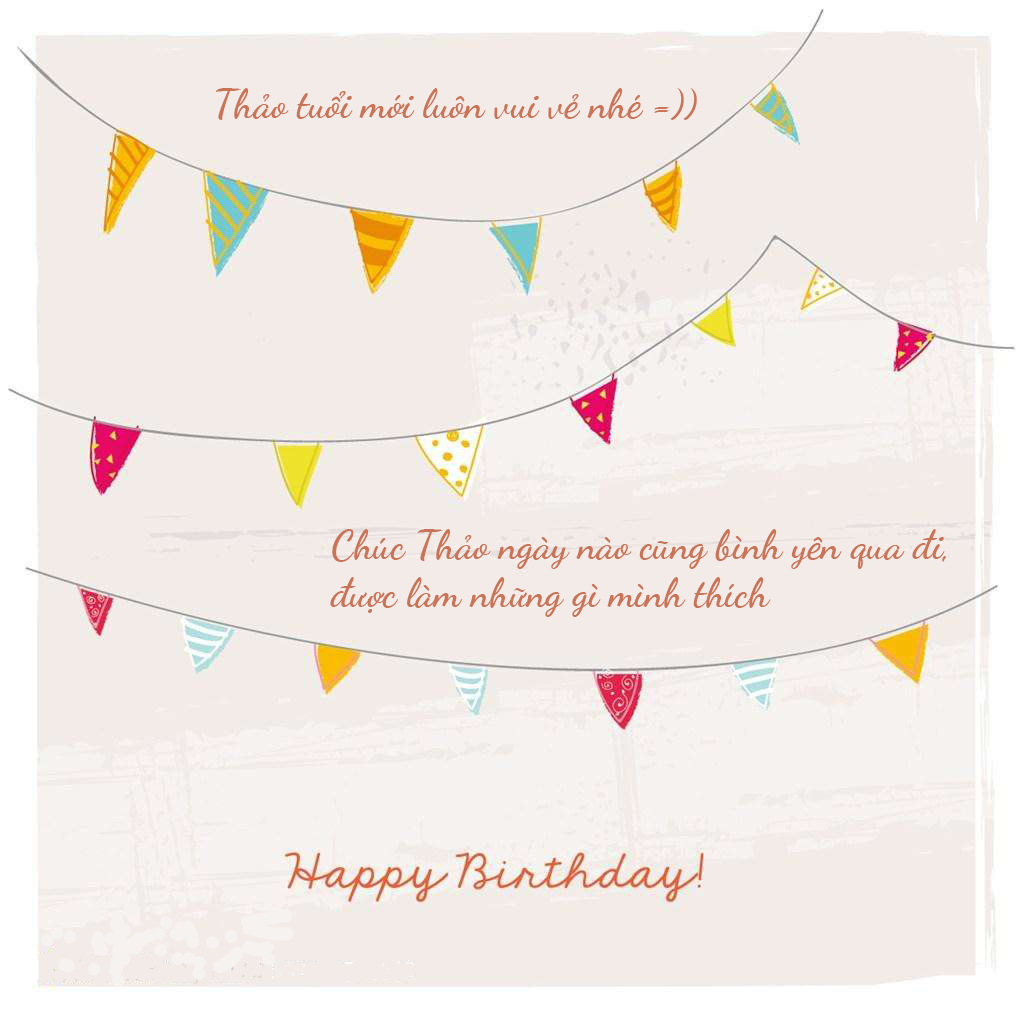 Thảo tuổi mới luôn vui vẻ nhé =))
Chúc Thảo ngày nào cũng bình yên qua đi,
được làm những gì mình thích
Happy Birthday!